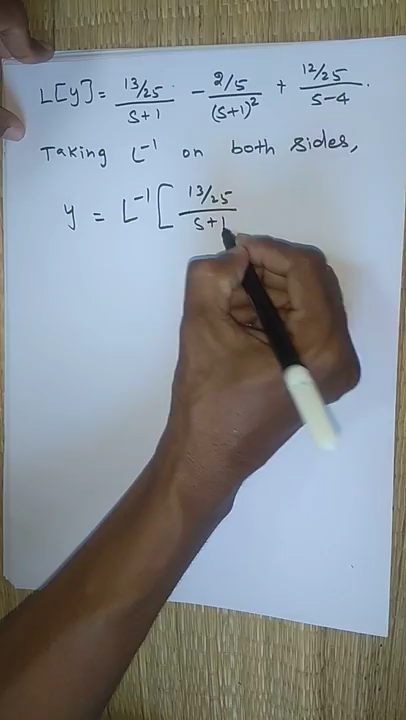 L[y] = 13/25 / s+1 - 2/5 / (s+1)² + 12/25 / s-4 .
Taking L⁻¹ on both sides,
y = L⁻¹ [ 13/25 / s+1